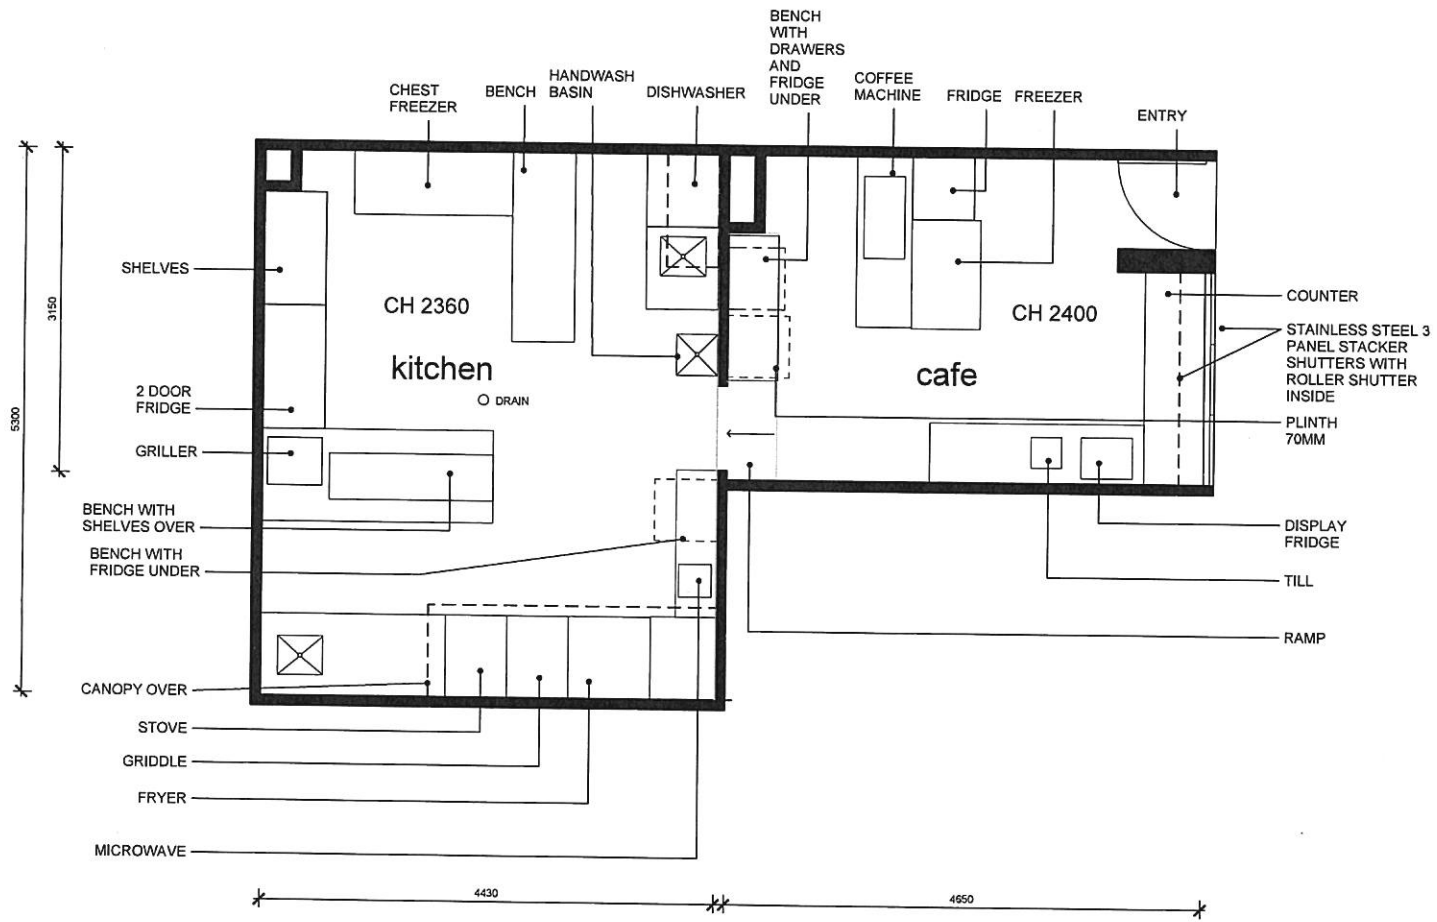 BENCH
WITH
DRAWERS
AND
FRIDGE
UNDER
CHEST
FREEZER
BENCH
HANDWASH
BASIN
DISHWASHER
COFFEE
MACHINE
FRIDGE
FREEZER
ENTRY
SHELVES
CH 2360
kitchen
DRAIN
CH 2400
cafe
COUNTER
STAINLESS STEEL 3
PANEL STACKER
SHUTTERS WITH
ROLLER SHUTTER
INSIDE
PLINTH
70MM
3150
5300
2 DOOR
FRIDGE
GRILLER
BENCH WITH
SHELVES OVER
BENCH WITH
FRIDGE UNDER
DISPLAY
FRIDGE
TILL
RAMP
CANOPY OVER
STOVE
GRIDDLE
FRYER
MICROWAVE
4430
4650